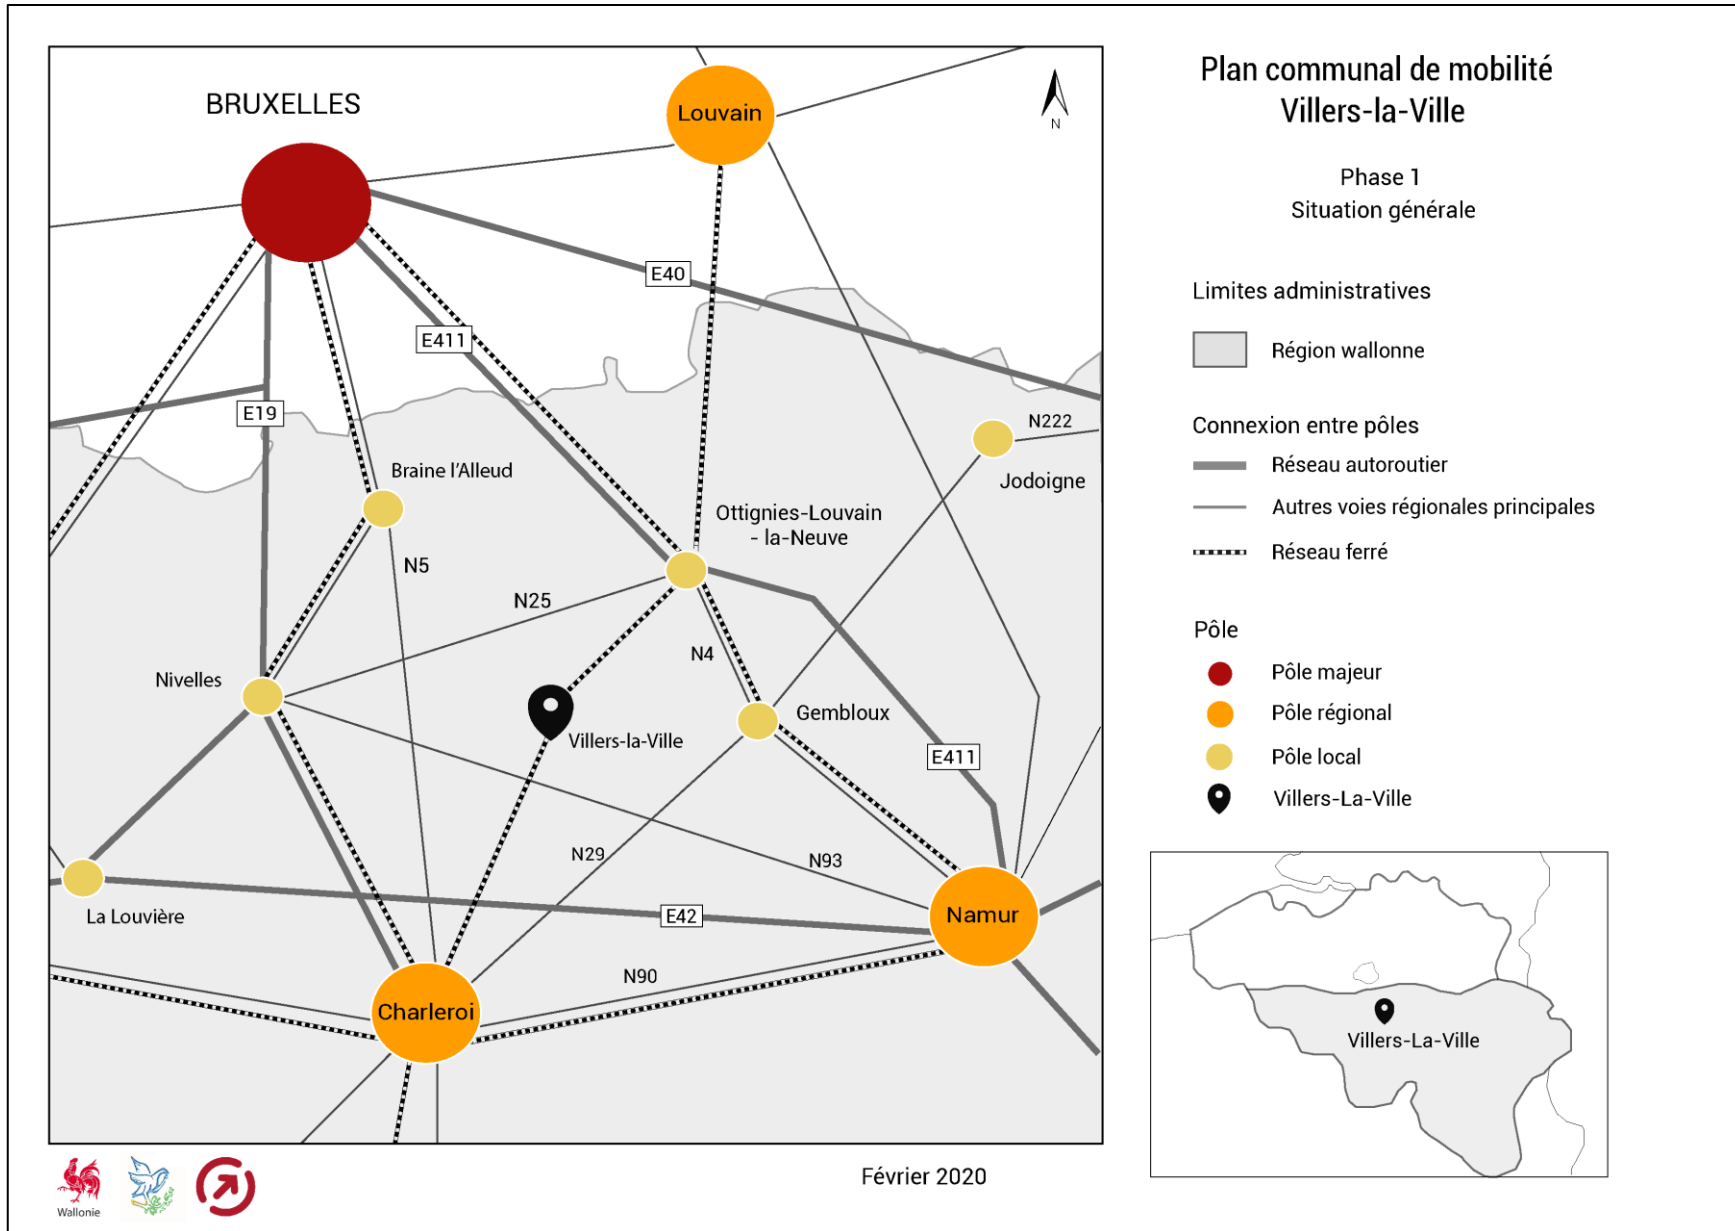 Plan communal de mobilité
Villers-la-Ville
Phase 1
Situation générale
BRUXELLES
Louvain
N
E40
E411
E19
N222
Jodoigne
Braine l'Alleud
Ottignies-Louvain
- la-Neuve
N5
N25
N4
Nivelles
Gembloux
Villers-la-Ville
E411
N29
N93
La Louvière
E42
Namur
N90
Charleroi
Limites administratives
Région wallonne
Connexion entre pôles
Réseau autoroutier
Autres voies régionales principales
Réseau ferré
Pôle
Pôle majeur
Pôle régional
Pôle local
Villers-La-Ville
Villers-La-Ville
Wallonie
Février 2020